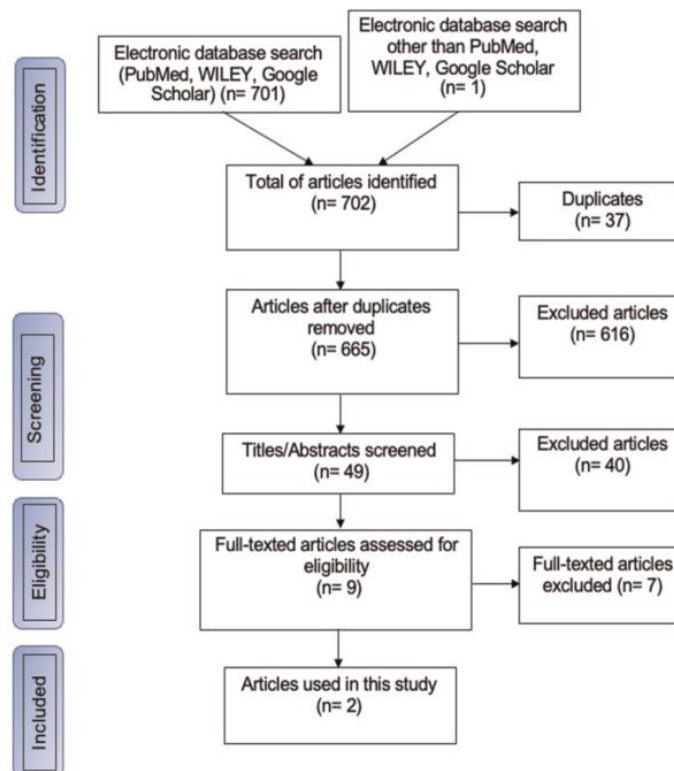 Electronic database search
(PubMed, WILEY, Google
Scholar) (n= 701)
Electronic database search
other than PubMed,
WILEY, Google Scholar
(n= 1)
Identification
Total of articles identified
(n= 702)
Duplicates
(n= 37)
Screening
Articles after duplicates
removed
(n= 665)
Excluded articles
(n= 616)
Titles/Abstracts screened
(n= 49)
Excluded articles
(n= 40)
Eligibility
Full-texted articles assessed for
eligibility
(n= 9)
Full-texted articles
excluded (n= 7)
Included
Articles used in this study
(n= 2)